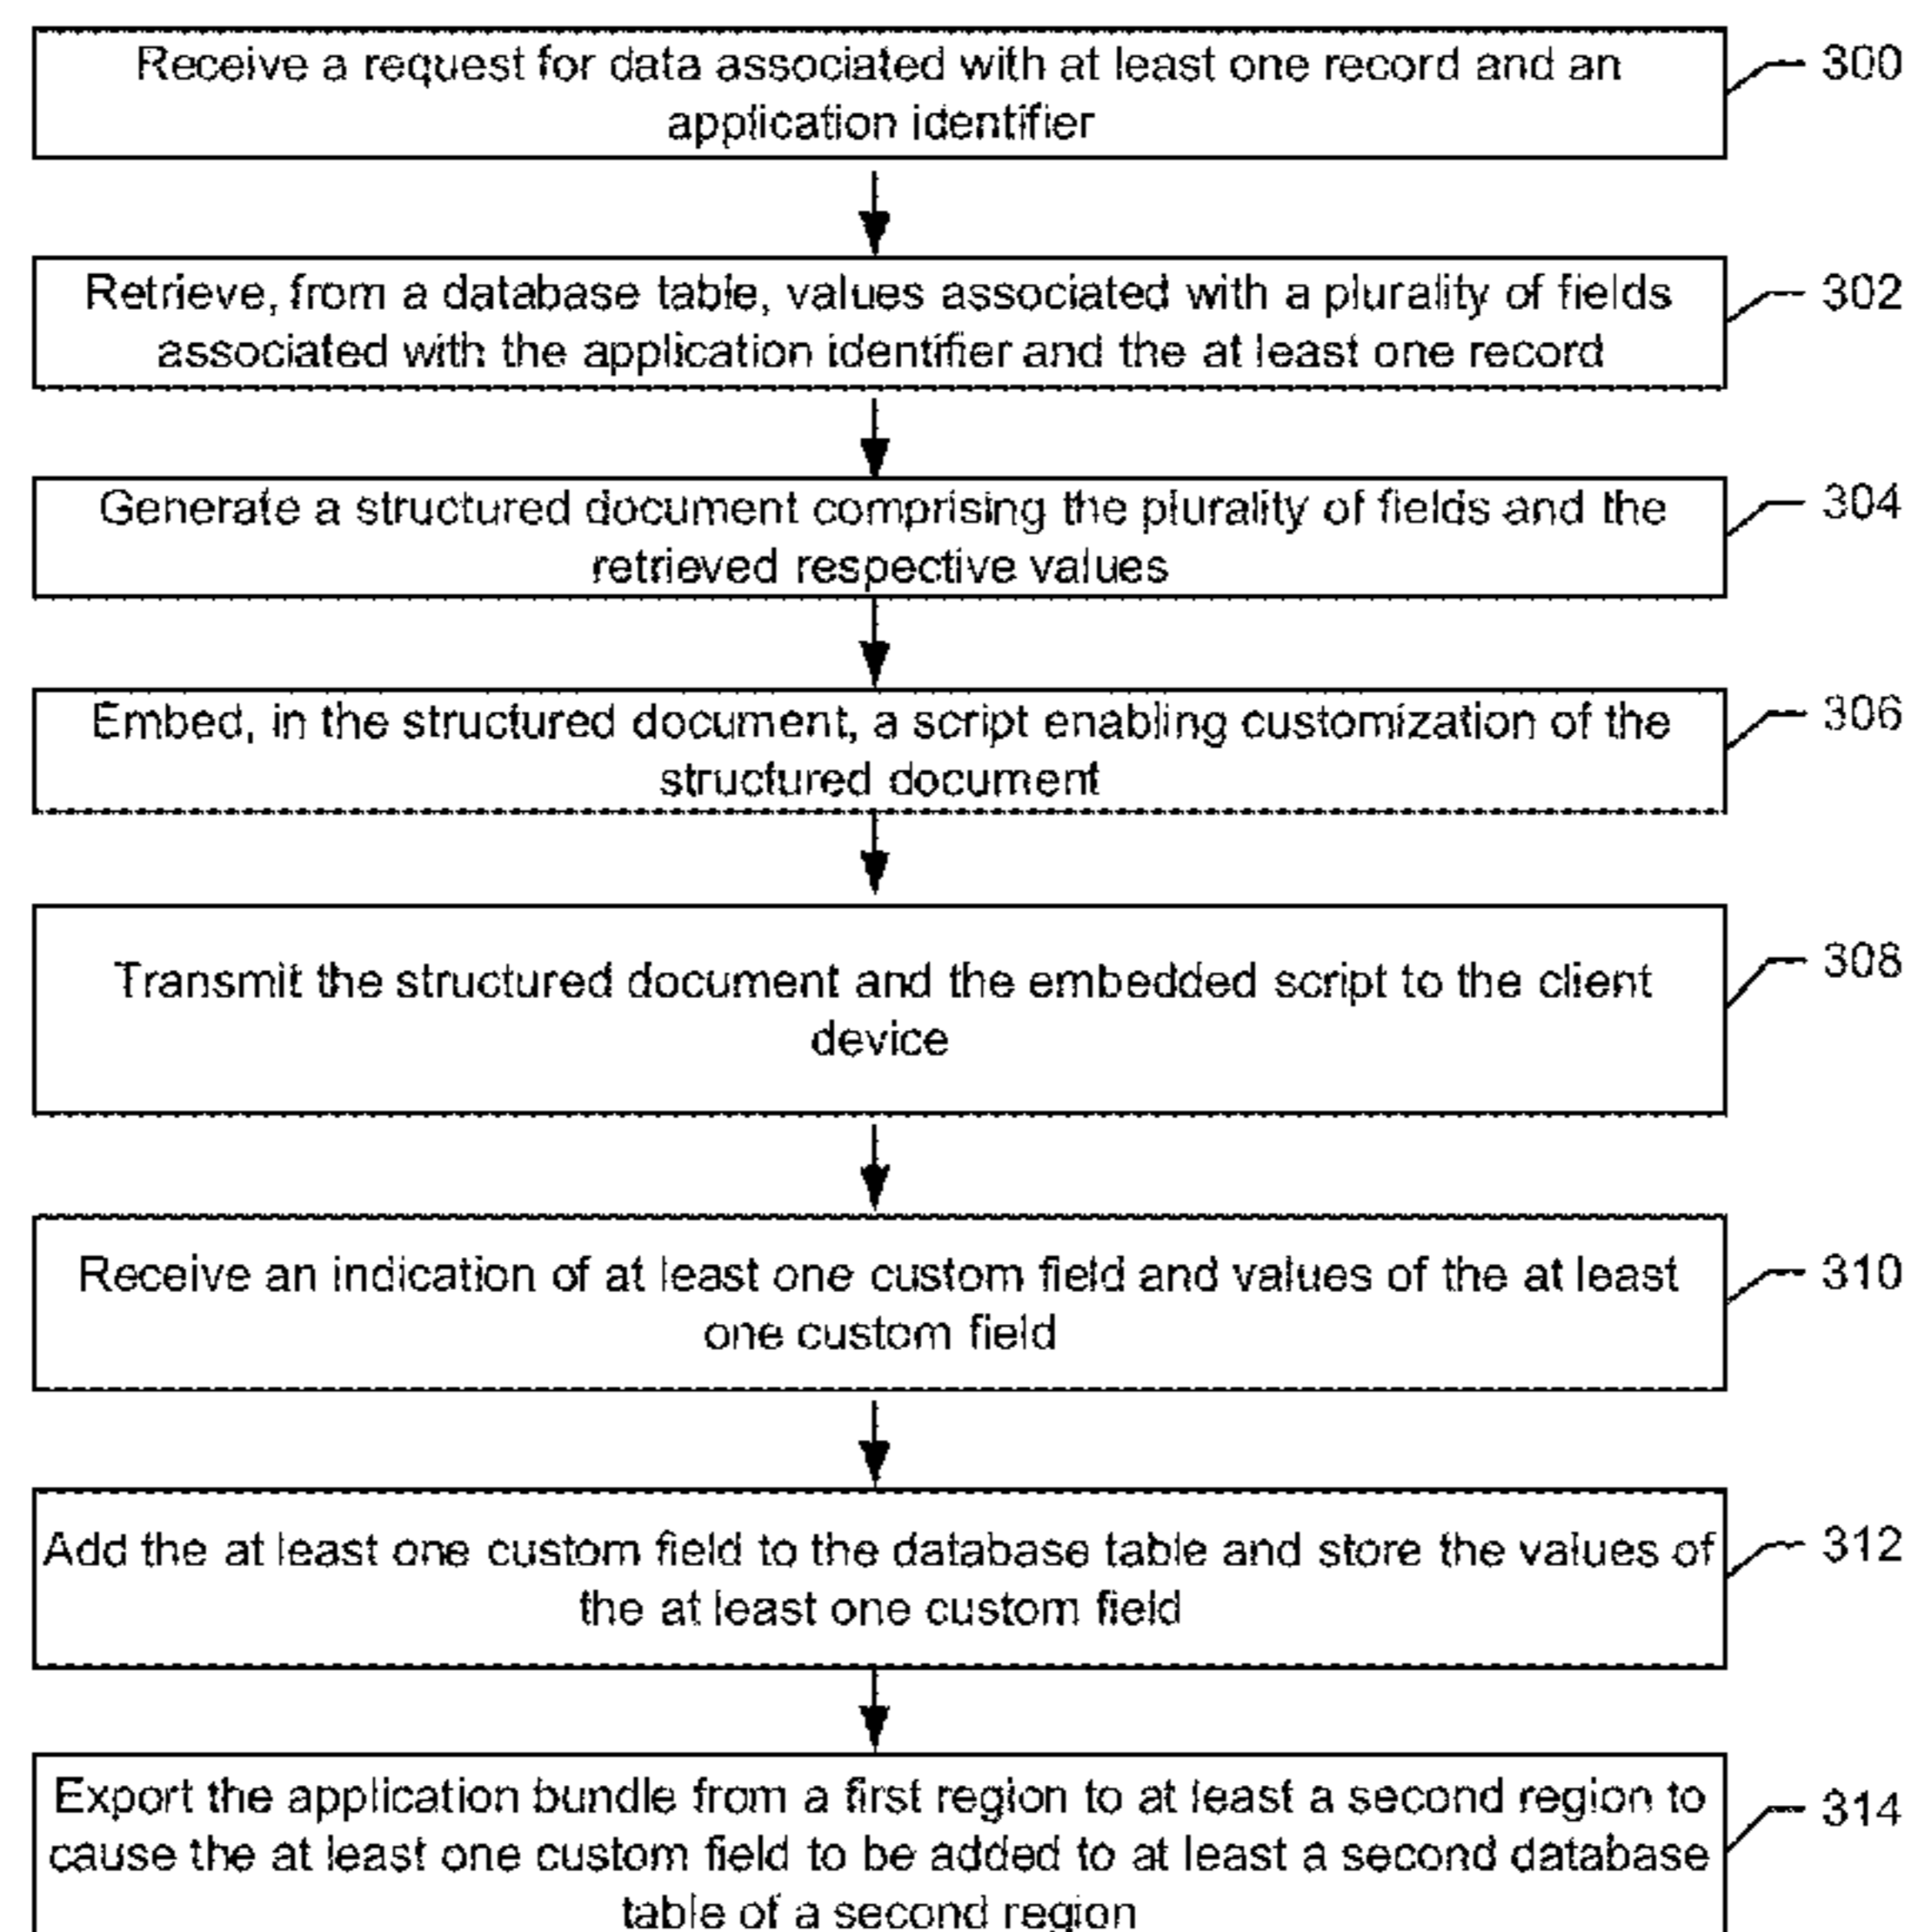 Receive a request for data associated with at least one record and an
application identifier
300
Retrieve, from a database table, values associated with a plurality of fields
associated with the application identifier and the at least one record
302
Generate a structured document comprising the plurality of fields and the
retrieved respective values
304
Embed, in the structured document, a script enabling customization of the
structured document
306
Transmit the structured document and the embedded script to the client
device
308
Receive an indication of at least one custom field and values of the at least
one custom field
310
Add the at least one custom field to the database table and store the values of
the at least one custom field
312
Export the application bundle from a first region to at least a second region to
cause the at least one custom field to be added to at least a second database
table of a second region
314